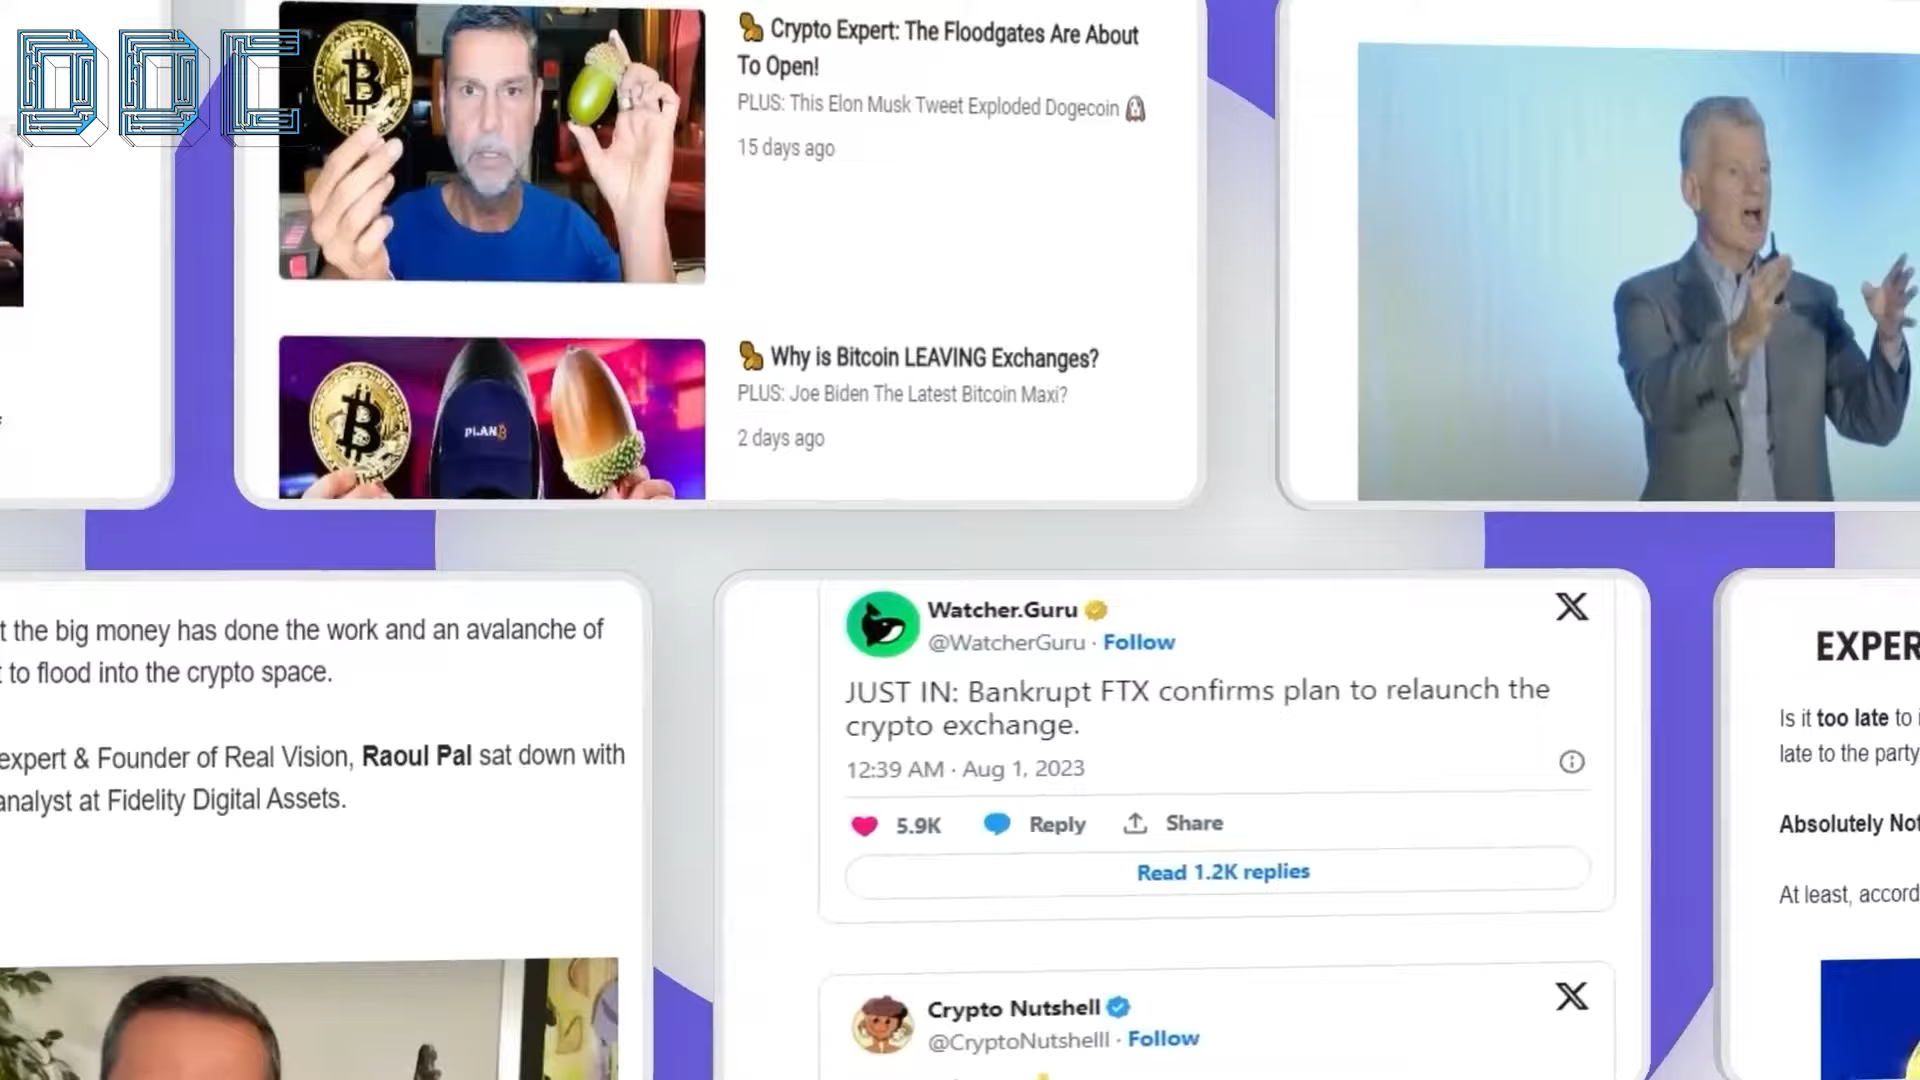 DDC
🥜 Crypto Expert: The Floodgates Are About
To Open!
PLUS: This Elon Musk Tweet Exploded Dogecoin
15 days ago
🥜 Why is Bitcoin LEAVING Exchanges?
PLUS: Joe Biden The Latest Bitcoin Maxi?
2 days ago
PLANB
t the big money has done the work and an avalanche of
t to flood into the crypto space.
expert & Founder of Real Vision, Raoul Pal sat down with
analyst at Fidelity Digital Assets.
Watcher.Guru
@WatcherGuru · Follow
JUST IN: Bankrupt FTX confirms plan to relaunch the
crypto exchange.
12:39 AM · Aug 1, 2023
5.9K Reply Share
Read 1.2K replies
Crypto Nutshell
@CryptoNutshelll · Follow
EXPER
Is it too late to i
late to the party
Absolutely Not
At least, accord